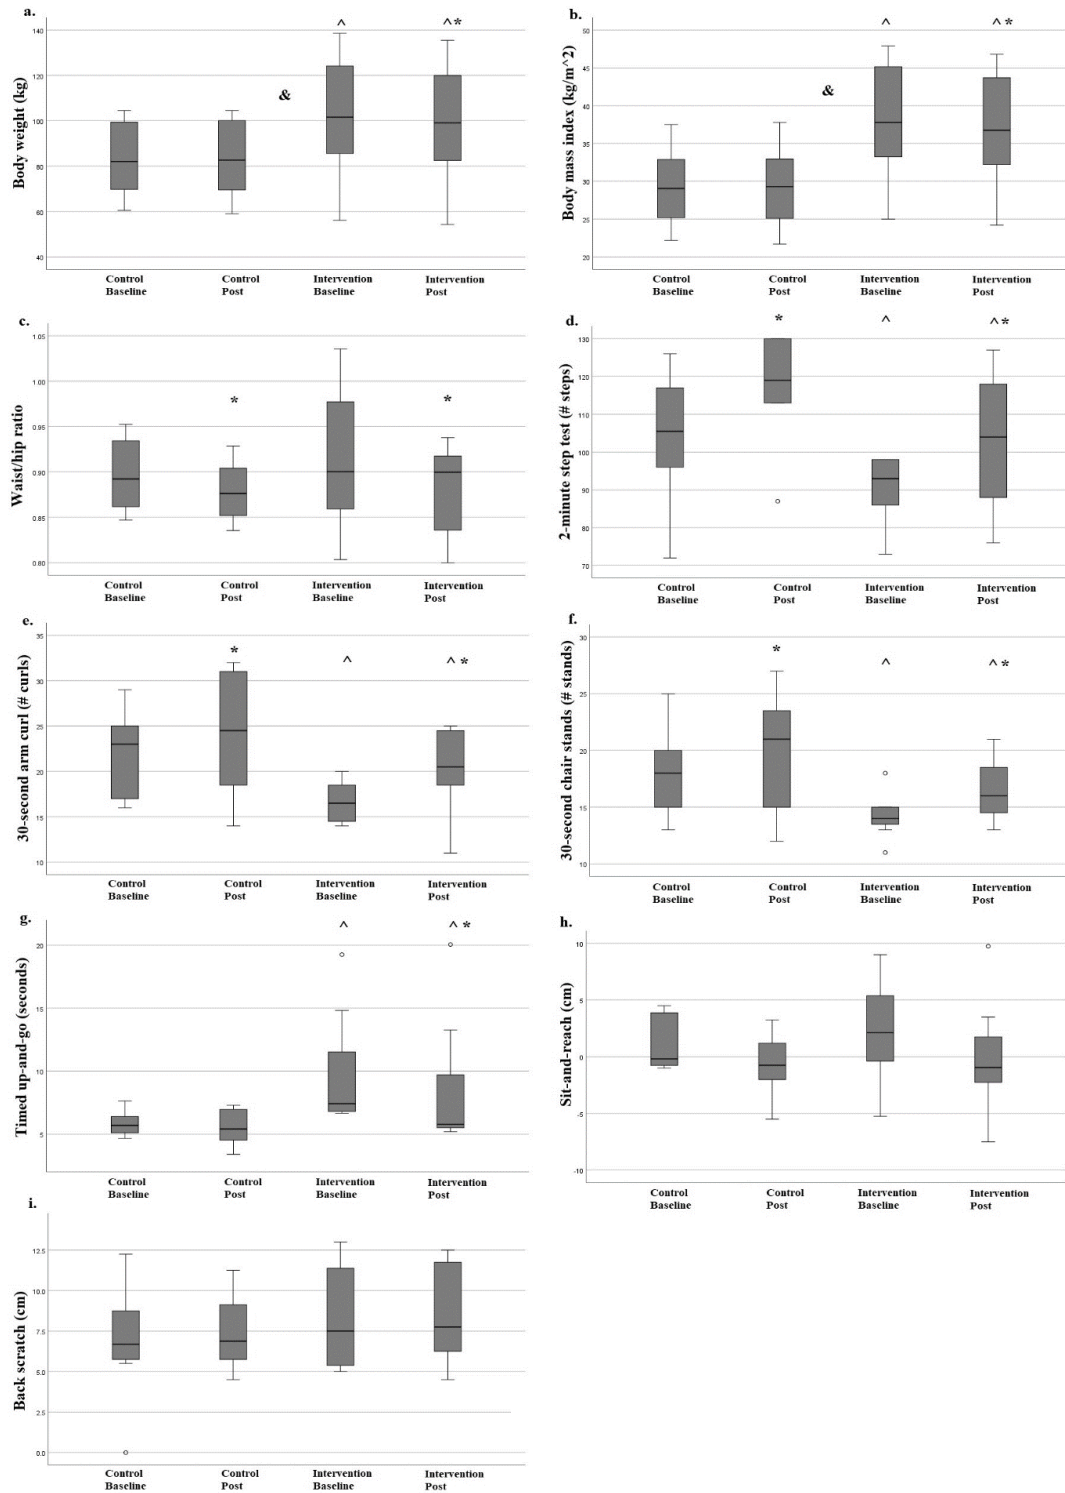 a.
^
^ *
140
120
&
100
80
60
40
Body weight (kg)
Control Baseline
Control Post
Intervention Baseline
Intervention Post
b.
^
^ *
50
45
&
40
35
30
25
20
Body mass index (kg/m^2)
Control Baseline
Control Post
Intervention Baseline
Intervention Post
c.
1.05
1.00
*
*
0.95
0.90
0.85
0.80
Waist/hip ratio
Control Baseline
Control Post
Intervention Baseline
Intervention Post
d.
*
^
^ *
130
120
110
100
90
80
70
2-minute step test (# steps)
Control Baseline
Control Post
Intervention Baseline
Intervention Post
e.
35
*
^
^ *
30
25
20
15
10
30-second arm curl (# curls)
Control Baseline
Control Post
Intervention Baseline
Intervention Post
f.
30
*
^
^ *
25
20
15
10
30-second chair stands (# stands)
Control Baseline
Control Post
Intervention Baseline
Intervention Post
g.
^
^ *
20
15
10
5
Timed up-and-go (seconds)
Control Baseline
Control Post
Intervention Baseline
Intervention Post
h.
10
5
0
-5
-10
Sit-and-reach (cm)
Control Baseline
Control Post
Intervention Baseline
Intervention Post
i.
12.5
10.0
7.5
5.0
2.5
0.0
Back scratch (cm)
Control Baseline
Control Post
Intervention Baseline
Intervention Post